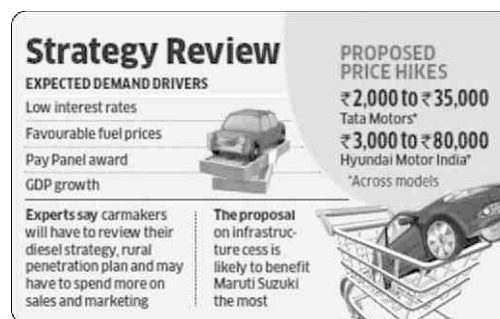 Strategy Review
EXPECTED DEMAND DRIVERS
Low interest rates
Favourable fuel prices
Pay Panel award
GDP growth
PROPOSED
PRICE HIKES
₹2,000 to ₹35,000
Tata Motors*
₹3,000 to ₹80,000
Hyundai Motor India*
*Across models
Experts say carmakers
will have to review their
diesel strategy, rural
penetration plan and may
have to spend more on
sales and marketing
The proposal
on infrastruc-
ture cess is
likely to benefit
Maruti Suzuki
the most